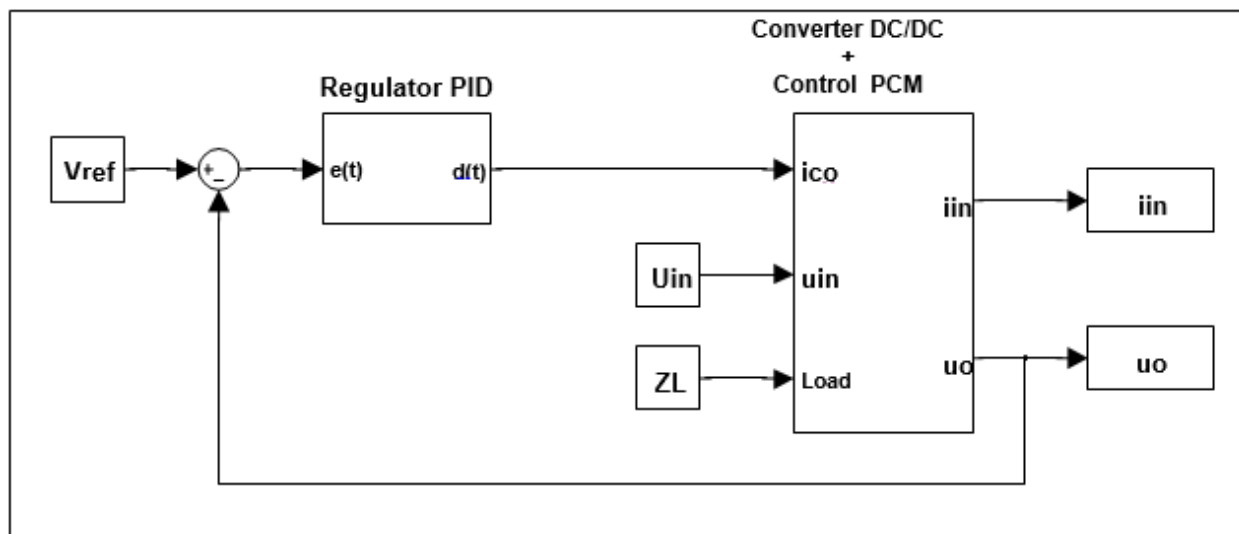 Converter DC/DC
+
Control PCM
Regulator PID
Vref
+
_
e(t)
d(t)
ico
iin
iin
Uin
uin
ZL
Load
uo
uo